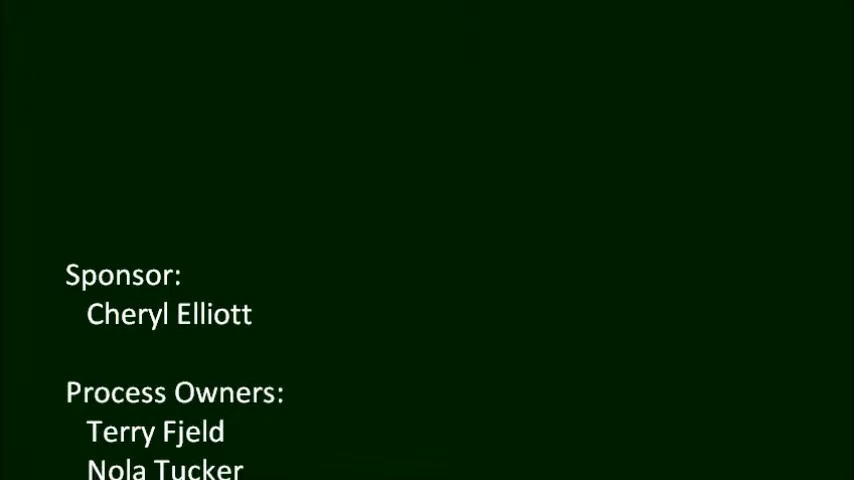 Sponsor:
Cheryl Elliott
Process Owners:
Terry Fjeld
Nola Tucker